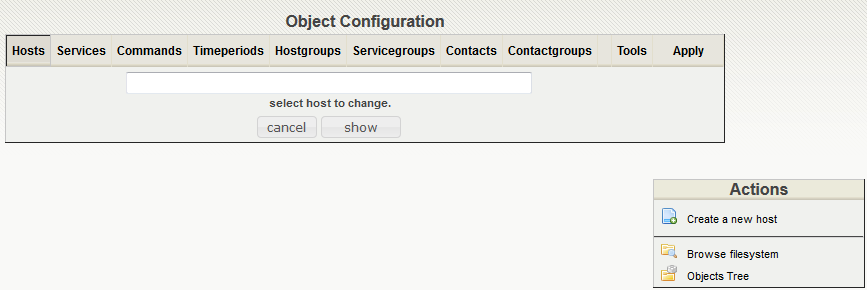 Object Configuration
Hosts Services Commands Timeperiods Hostgroups Servicegroups Contacts Contactgroups Tools Apply
select host to change.
cancel show
Actions
Create a new host
Browse filesystem
Objects Tree